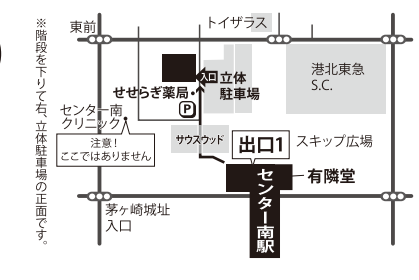 ※階段を下りて右、立体駐車場の正面です。
東前
トイザラス
入口
立体
駐車場
港北東急
S.C.
せせらぎ薬局
P
センター南
クリニック
注意！
ここではありません
サウスウッド
出口1
スキップ広場
有隣堂
センター南駅
茅ヶ崎城址
入口